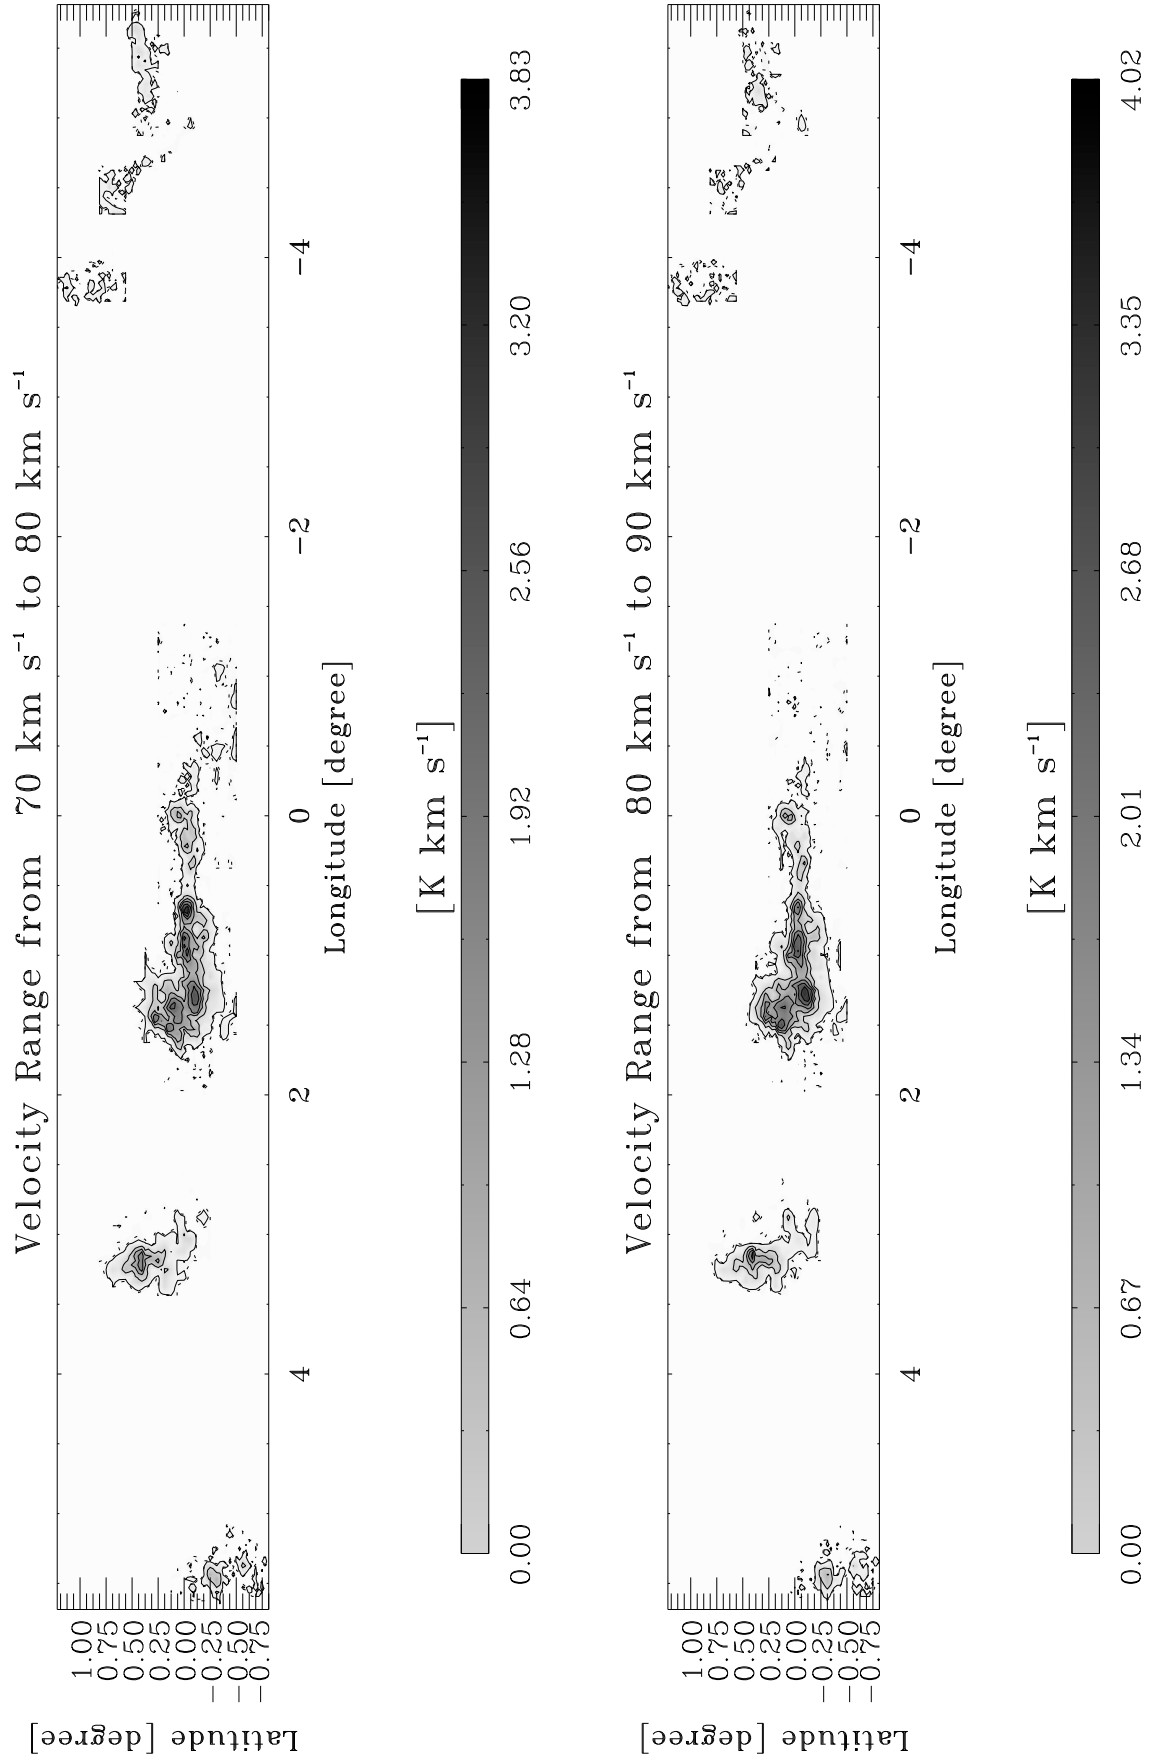 Velocity Range from 70 km s⁻¹ to 80 km s⁻¹
Latitude [degree]
1.00
0.75
0.50
0.25
0.00
−0.25
−0.50
−0.75
4 2 0 −2 −4
Longitude [degree]
[K km s⁻¹]
0.00 0.64 1.28 1.92 2.56 3.20 3.83
Velocity Range from 80 km s⁻¹ to 90 km s⁻¹
Latitude [degree]
1.00
0.75
0.50
0.25
0.00
−0.25
−0.50
−0.75
4 2 0 −2 −4
Longitude [degree]
[K km s⁻¹]
0.00 0.67 1.34 2.01 2.68 3.35 4.02